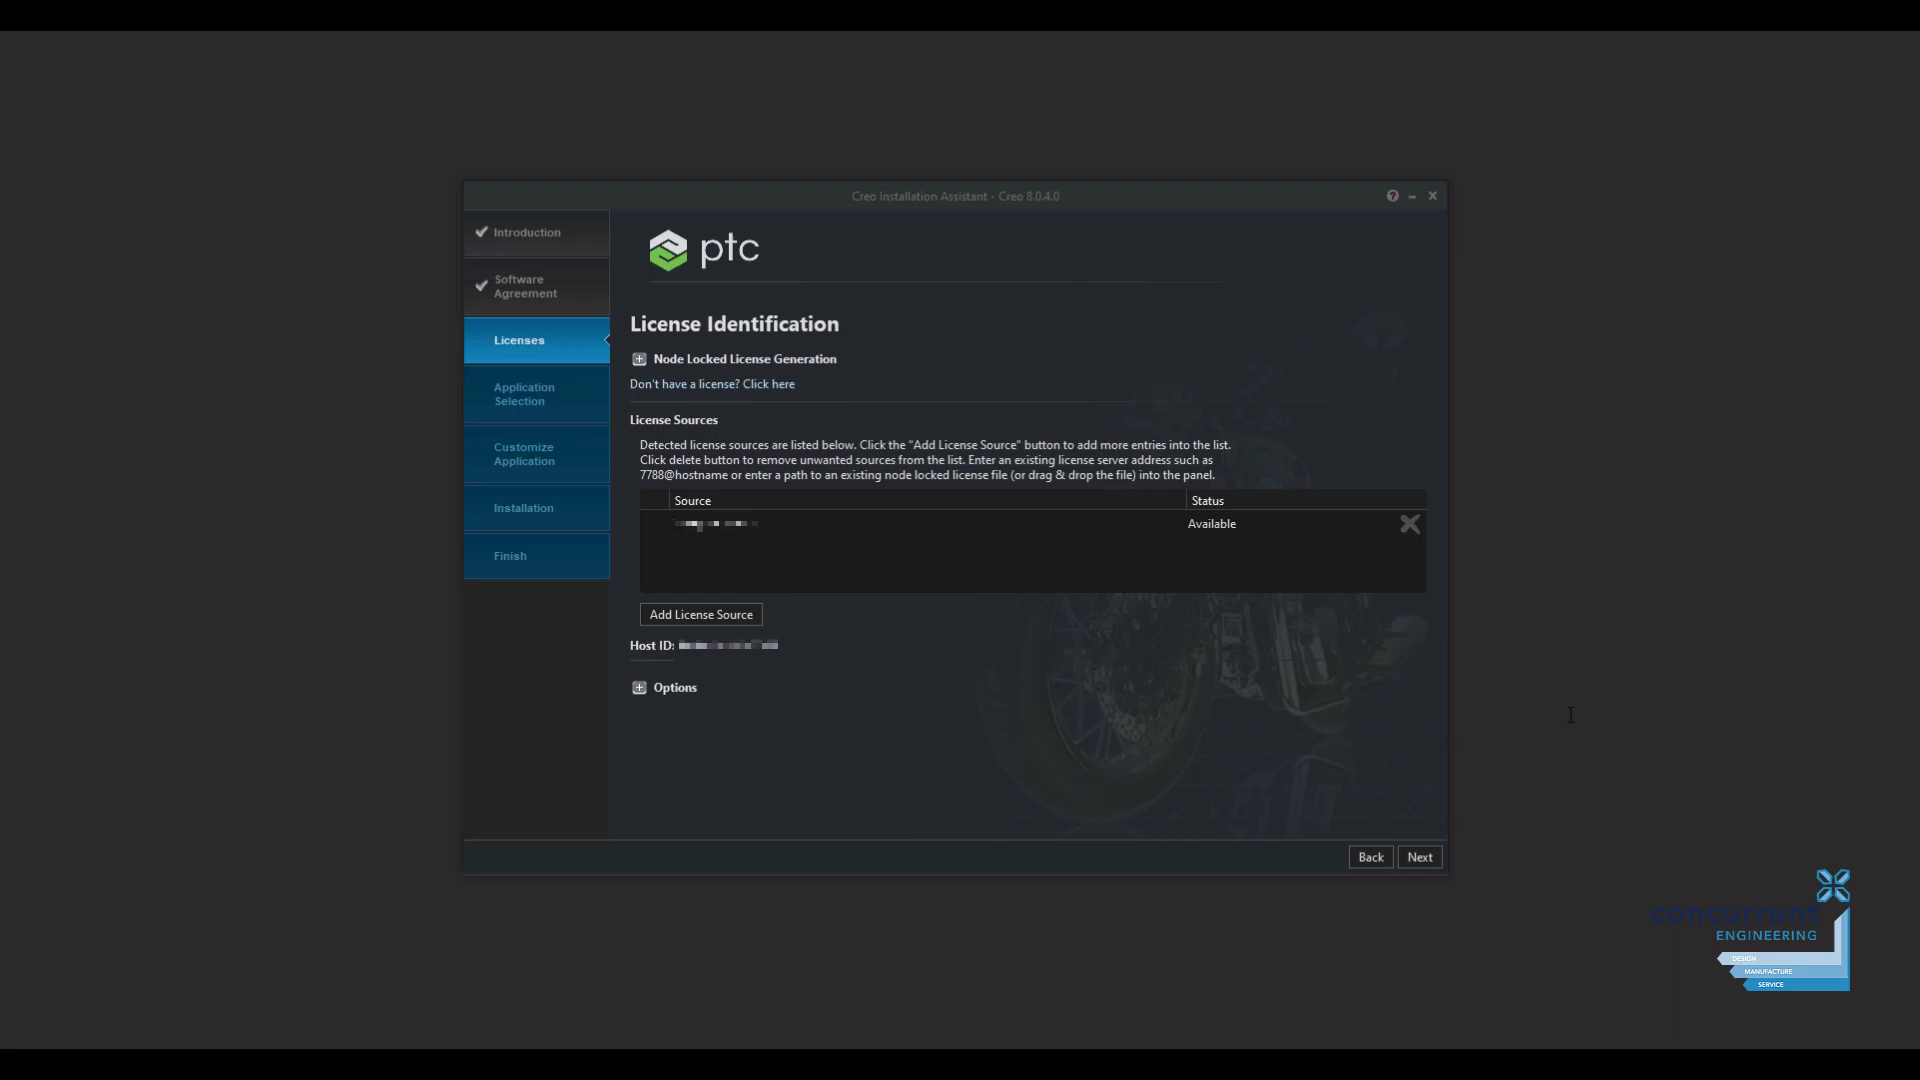 Creo Installation Assistant - Creo 8.0.4.0
Introduction
Software
Agreement
Licenses
Application
Selection
Customize
Application
Installation
Finish
ptc
License Identification
Node Locked License Generation
Don't have a license? Click here
License Sources
Detected license sources are listed below. Click the "Add License Source" button to add more entries into the list.
Click delete button to remove unwanted sources from the list. Enter an existing license server address such as
7788@hostname or enter a path to an existing node locked license file (or drag & drop the file) into the panel.
Source Status
Available
Add License Source
Host ID:
Options
Back Next
concurrent
ENGINEERING
DESIGN
MANUFACTURE
SERVICE